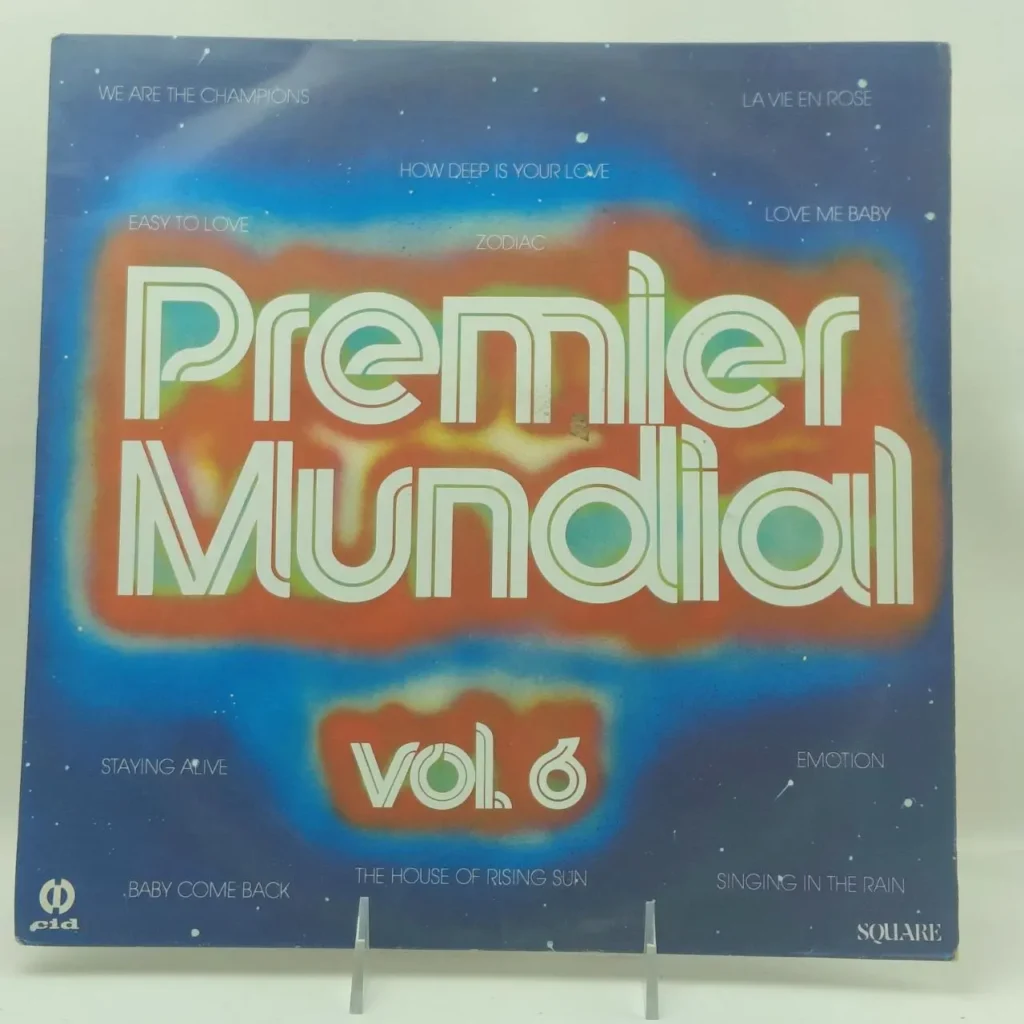 WE ARE THE CHAMPIONS
LA VIE EN ROSE
HOW DEEP IS YOUR LOVE
EASY TO LOVE
LOVE ME BABY
ZODIAC
Premier
Mundial
vol. 6
STAYING ALIVE
EMOTION
BABY COME BACK
THE HOUSE OF RISING SUN
SINGING IN THE RAIN
cid
SQUARE